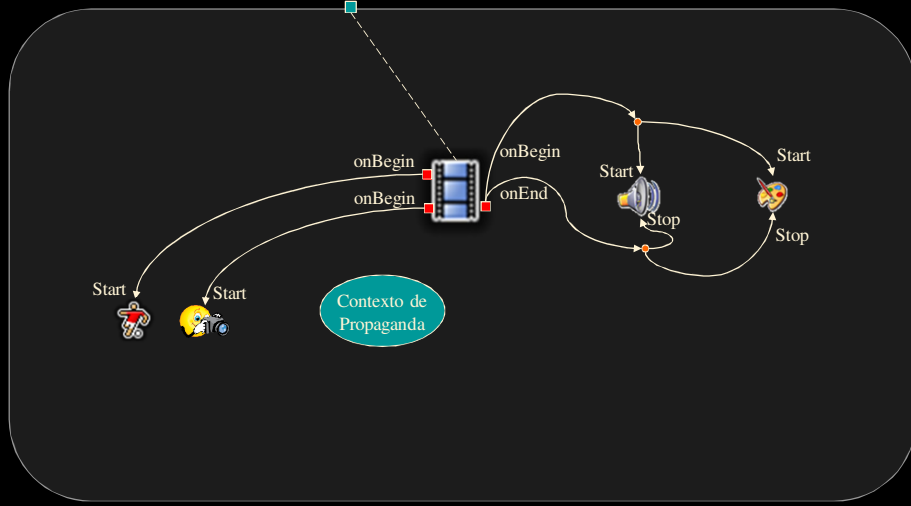 onBegin
onBegin
Start
onBegin
onEnd
Start
Stop
Start
Stop
Start
Start
Contexto de
Propaganda